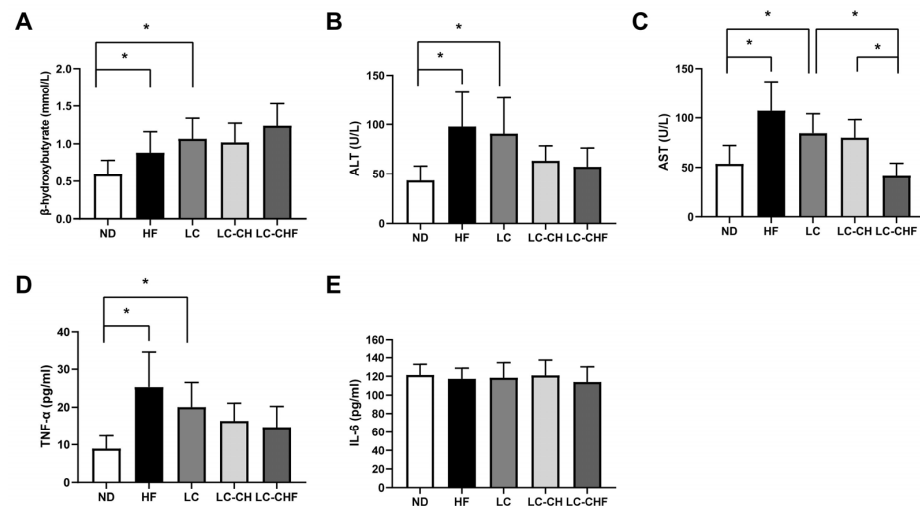 A
β-hydroxybutyrate (mmol/L)
2.0
1.5
1.0
0.5
0.0
* *
ND HF LC LC-CH LC-CHF
B
ALT (U/L)
150
100
50
0
* *
ND HF LC LC-CH LC-CHF
C
AST (U/L)
150
100
50
0
* * * *
ND HF LC LC-CH LC-CHF
D
TNF-α (pg/ml)
40
30
20
10
0
* *
ND HF LC LC-CH LC-CHF
E
IL-6 (pg/ml)
160
140
120
100
80
60
40
20
0
ND HF LC LC-CH LC-CHF